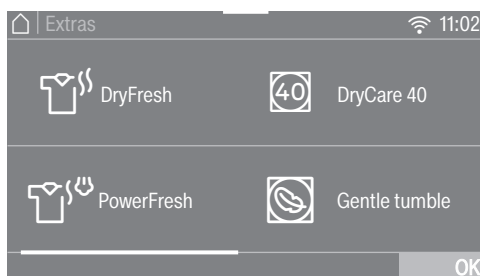 Extras 11:02
DryFresh
40 DryCare 40
PowerFresh
Gentle tumble
OK